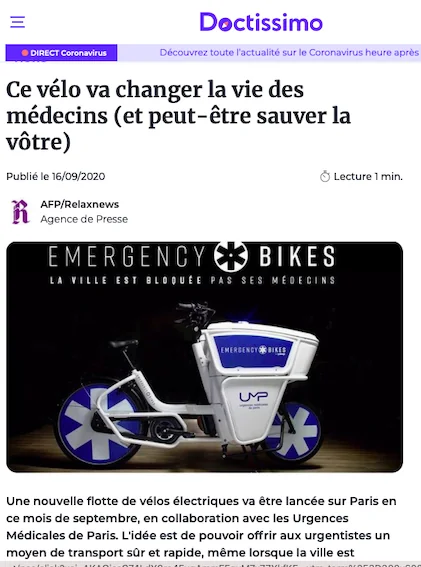 Doctissimo
DIRECT Coronavirus
Découvrez toute l'actualité sur le Coronavirus heure après
Ce vélo va changer la vie des
médecins (et peut-être sauver la
vôtre)
Publié le 16/09/2020
Lecture 1 min.
AFP/Relaxnews
Agence de Presse
EMERGENCY BIKES
LA VILLE EST BLOQUÉE PAS SES MÉDECINS
EMERGENCY BIKES
UMP
Une nouvelle flotte de vélos électriques va être lancée sur Paris en
ce mois de septembre, en collaboration avec les Urgences
Médicales de Paris. L'idée est de pouvoir offrir aux urgentistes un
moyen de transport sûr et rapide, même lorsque la ville est